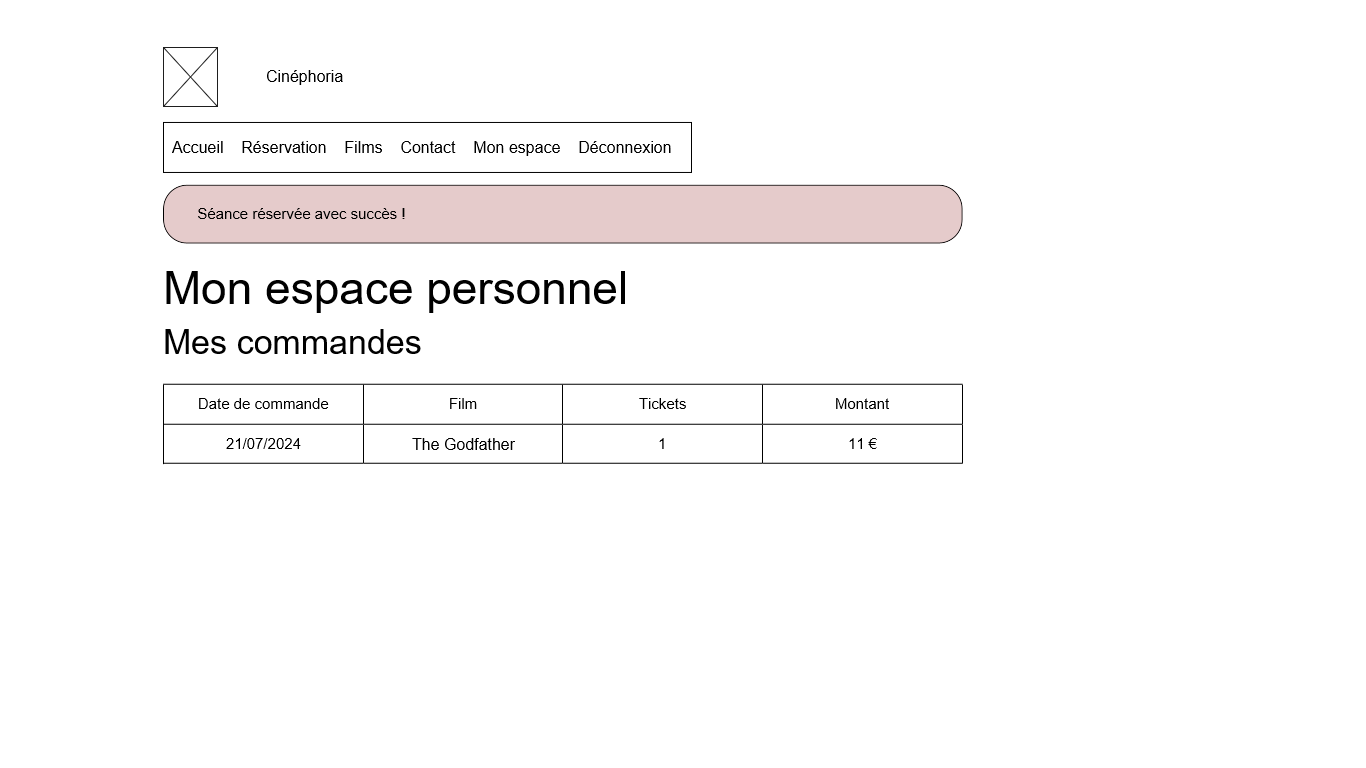 Cinéphoria
Accueil Réservation Films Contact Mon espace Déconnexion
Séance réservée avec succès !
Mon espace personnel
Mes commandes
Date de commande Film Tickets Montant
21/07/2024 The Godfather 1 11 €